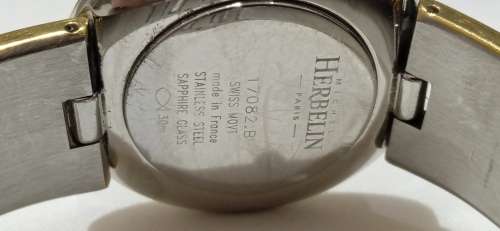 MICHEL
HERBELIN
— PARIS —
17082.B
SWISS MOVT
made in France
STAINLESS STEEL
SAPPHIRE GLASS
30m